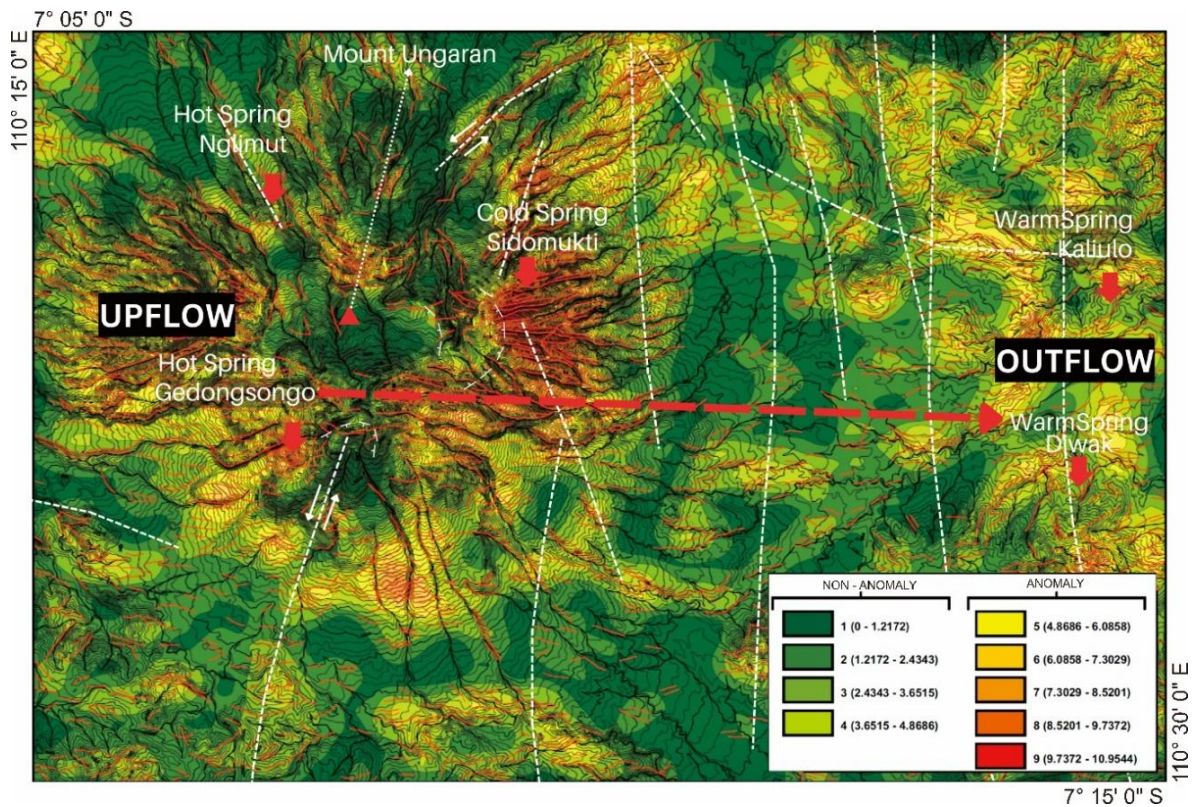 7° 05' 0" S
110° 15' 0" E
Mount Ungaran
Hot Spring
Nglimut
Cold Spring
Sidomukti
WarmSpring
Kaliulo
UPFLOW
OUTFLOW
Hot Spring
Gedongsongo
WarmSpring
Diwak
NON - ANOMALY
ANOMALY
1 (0 - 1.2172)
5 (4.8686 - 6.0858)
2 (1.2172 - 2.4343)
6 (6.0858 - 7.3029)
3 (2.4343 - 3.6515)
7 (7.3029 - 8.5201)
4 (3.6515 - 4.8686)
8 (8.5201 - 9.7372)
9 (9.7372 - 10.9544)
110° 30' 0" E
7° 15' 0" S